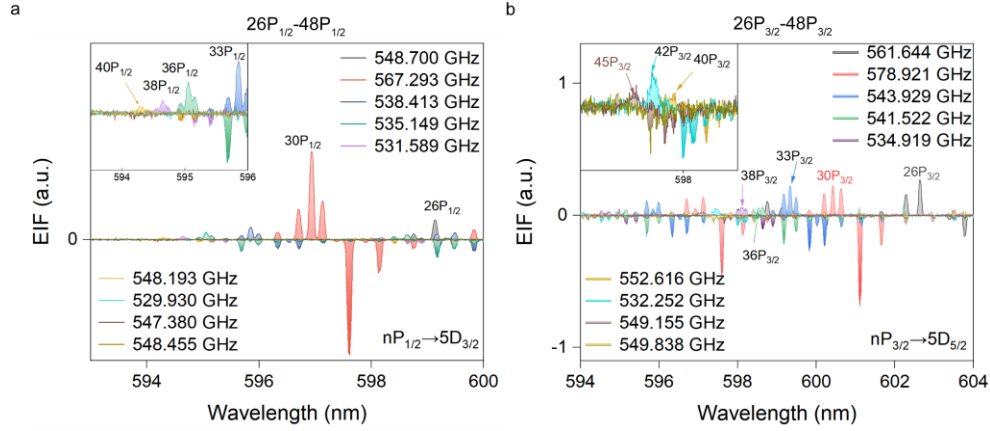 a
26P1/2-48P1/2
EIF (a.u.)
0
40P1/2
38P1/2
36P1/2
33P1/2
594
595
596
548.700 GHz
567.293 GHz
538.413 GHz
535.149 GHz
531.589 GHz
30P1/2
26P1/2
548.193 GHz
529.930 GHz
547.380 GHz
548.455 GHz
nP1/2→5D3/2
594
596
598
600
Wavelength (nm)
b
26P3/2-48P3/2
EIF (a.u.)
1
0
-1
45P3/2
42P3/2
40P3/2
598
561.644 GHz
578.921 GHz
543.929 GHz
541.522 GHz
534.919 GHz
38P3/2
33P3/2
30P3/2
26P3/2
36P3/2
552.616 GHz
532.252 GHz
549.155 GHz
549.838 GHz
nP3/2→5D5/2
594
596
598
600
602
604
Wavelength (nm)